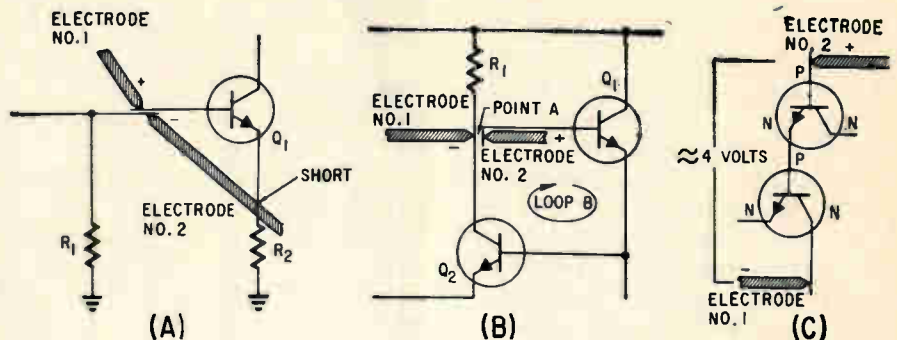 ELECTRODE
NO.1
+
-
Q1
SHORT
ELECTRODE
NO.2
R1
R2
(A)
R1
Q1
ELECTRODE
NO.1
POINT A
-
+
ELECTRODE
NO. 2
LOOP B
Q2
(B)
ELECTRODE
NO. 2 +
P
N
N
≈4 VOLTS
P
N
N
-
ELECTRODE
NO. 1
(C)